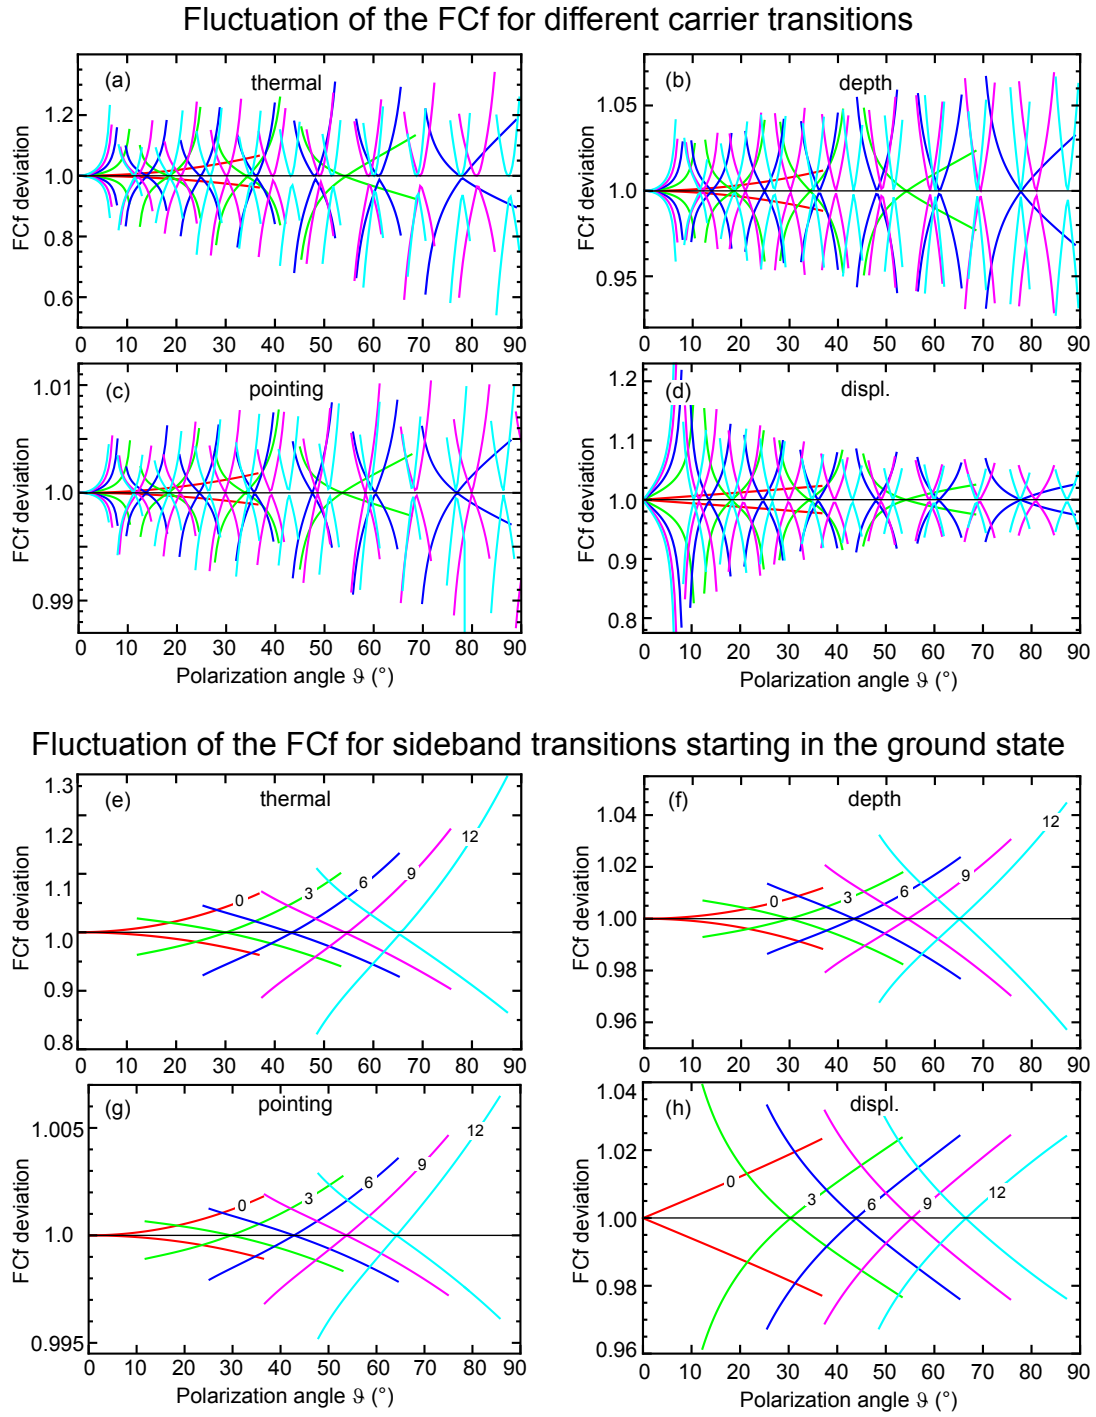 Fluctuation of the FCf for different carrier transitions
(a)
thermal
FCf deviation
1.2
1.0
0.8
0.6
0 10 20 30 40 50 60 70 80 90
(b)
depth
FCf deviation
1.05
1.00
0.95
0 10 20 30 40 50 60 70 80 90
(c)
pointing
FCf deviation
1.01
1.0
0.99
0 10 20 30 40 50 60 70 80 90
Polarization angle ϑ (°)
(d)
displ.
FCf deviation
1.2
1.1
1.0
0.9
0.8
0 10 20 30 40 50 60 70 80 90
Polarization angle ϑ (°)
Fluctuation of the FCf for sideband transitions starting in the ground state
(e)
thermal
FCf deviation
1.3
1.2
1.1
1.0
0.9
0.8
0 3 6 9 12
0 10 20 30 40 50 60 70 80 90
(f)
depth
FCf deviation
1.04
1.02
1.00
0.98
0.96
0 3 6 9 12
0 10 20 30 40 50 60 70 80 90
(g)
pointing
FCf deviation
1.005
1.0
0.995
0 3 6 9 12
0 10 20 30 40 50 60 70 80 90
Polarization angle ϑ (°)
(h)
displ.
FCf deviation
1.04
1.02
1.00
0.98
0.96
0 3 6 9 12
0 10 20 30 40 50 60 70 80 90
Polarization angle ϑ (°)